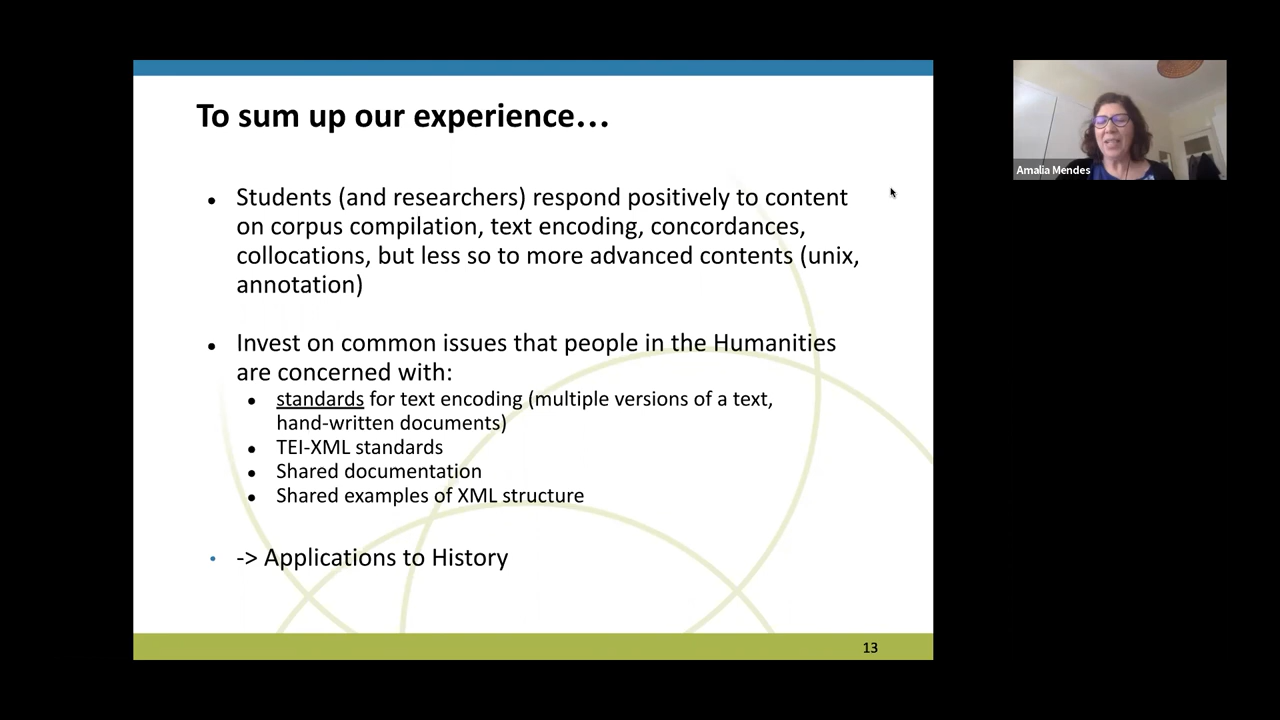 To sum up our experience...
• Students (and researchers) respond positively to content
on corpus compilation, text encoding, concordances,
collocations, but less so to more advanced contents (unix,
annotation)
• Invest on common issues that people in the Humanities
are concerned with:
• standards for text encoding (multiple versions of a text,
hand-written documents)
• TEI-XML standards
• Shared documentation
• Shared examples of XML structure
• -> Applications to History
13
Amalia Mendes